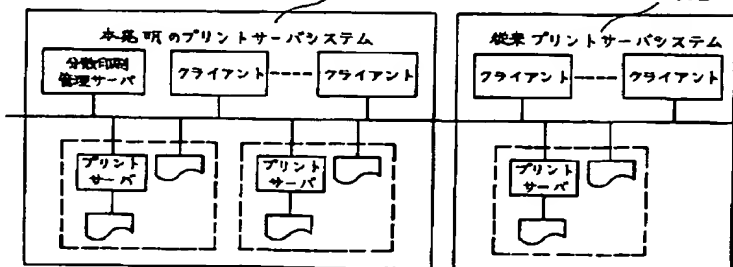 本発明のプリントサーバシステム
従来プリントサーバシステム
分散印刷
管理サーバ
クライアント
クライアント
クライアント
クライアント
プリント
サーバ
プリント
サーバ
プリント
サーバ